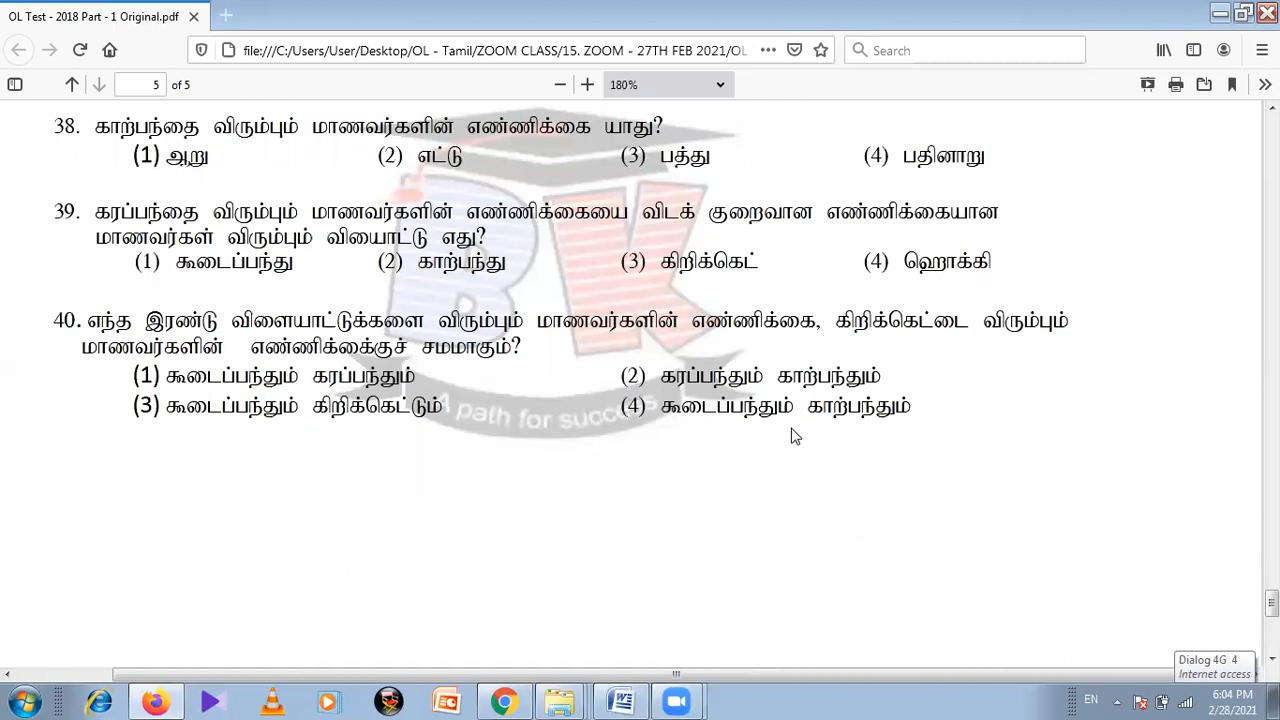 OL Test - 2018 Part - 1 Original.pdf
file:///C:/Users/User/Desktop/OL - Tamil/ZOOM CLASS/15. ZOOM - 27TH FEB 2021/OL
Search
5 of 5
180%
38. காற்பந்தை விரும்பும் மாணவர்களின் எண்ணிக்கை யாது?
(1) ஆறு (2) எட்டு (3) பத்து (4) பதினாறு
39. கரப்பந்தை விரும்பும் மாணவர்களின் எண்ணிக்கையை விடக் குறைவான எண்ணிக்கையான
மாணவர்கள் விரும்பும் வியாட்டு எது?
(1) கூடைப்பந்து (2) காற்பந்து (3) கிறிக்கெட் (4) ஹொக்கி
40. எந்த இரண்டு விளையாட்டுக்களை விரும்பும் மாணவர்களின் எண்ணிக்கை, கிறிக்கெட்டை விரும்பும்
மாணவர்களின் எண்ணிக்கைக்குச் சமமாகும்?
(1) கூடைப்பந்தும் கரப்பந்தும் (2) கரப்பந்தும் காற்பந்தும்
(3) கூடைப்பந்தும் கிறிக்கெட்டும் (4) கூடைப்பந்தும் காற்பந்தும்
BK
A path for success
Dialog 4G 4
Internet access
EN
6:04 PM
2/28/2021